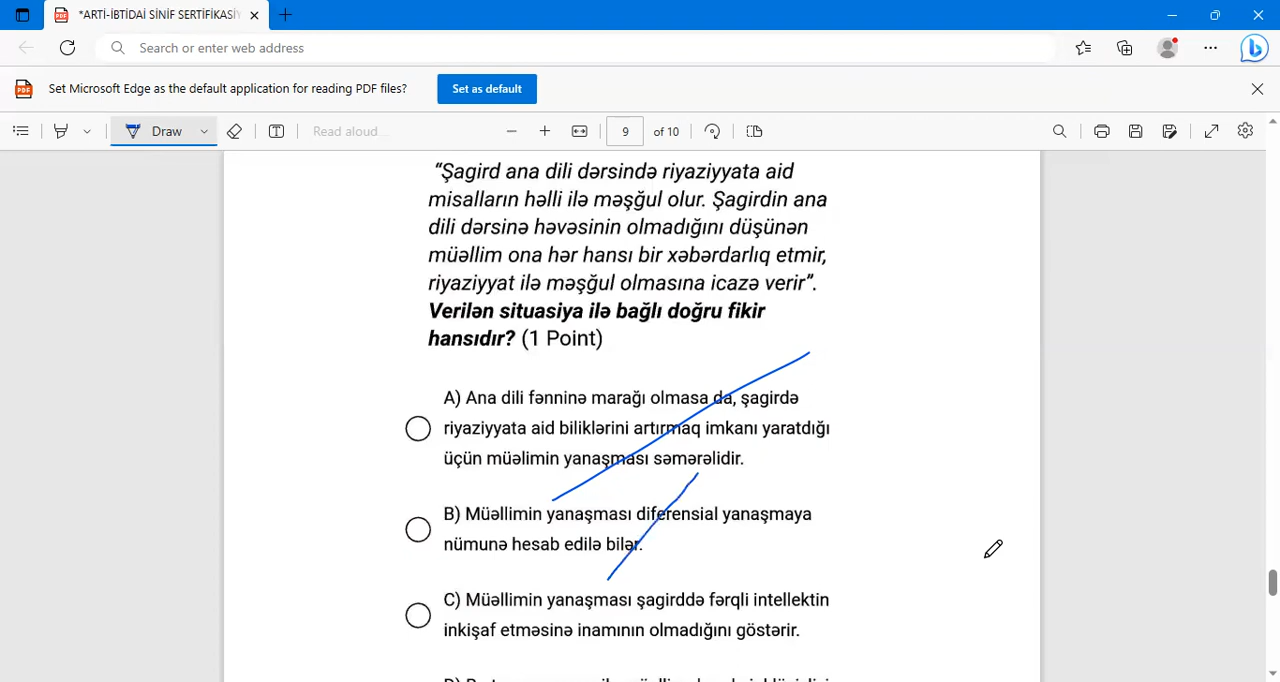 *ARTİ-İBTİDAİ SİNİF SERTİFİKASİY
Search or enter web address
Set Microsoft Edge as the default application for reading PDF files?
Set as default
Draw
Read aloud...
9
of 10
“Şagird ana dili dərsində riyaziyyata aid
misalların həlli ilə məşğul olur. Şagirdin ana
dili dərsinə həvəsinin olmadığını düşünən
müəllim ona hər hansı bir xəbərdarlıq etmir,
riyaziyyat ilə məşğul olmasına icazə verir”.
Verilən situasiya ilə bağlı doğru fikir
hansıdır? (1 Point)
A) Ana dili fənninə marağı olmasa da, şagirdə
riyaziyyata aid biliklərini artırmaq imkanı yaratdığı
üçün müəlimin yanaşması səmərəlidir.
B) Müəllimin yanaşması diferensial yanaşmaya
nümunə hesab edilə bilər.
C) Müəllimin yanaşması şagirddə fərqli intellektin
inkişaf etməsinə inamının olmadığını göstərir.